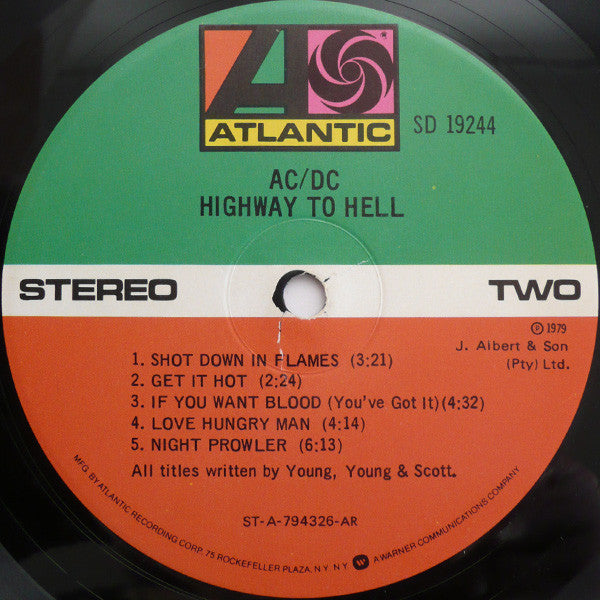 ATLANTIC
SD 19244
AC/DC
HIGHWAY TO HELL
STEREO
TWO
Ⓟ 1979
J. Albert & Son
(Pty) Ltd.
1. SHOT DOWN IN FLAMES (3:21)
2. GET IT HOT (2:24)
3. IF YOU WANT BLOOD (You've Got It)(4:32)
4. LOVE HUNGRY MAN (4:14)
5. NIGHT PROWLER (6:13)
All titles written by Young, Young & Scott.
ST-A-794326-AR
MFG. BY ATLANTIC RECORDING CORP. 75 ROCKEFELLER PLAZA, N.Y. N.Y. A WARNER COMMUNICATIONS COMPANY